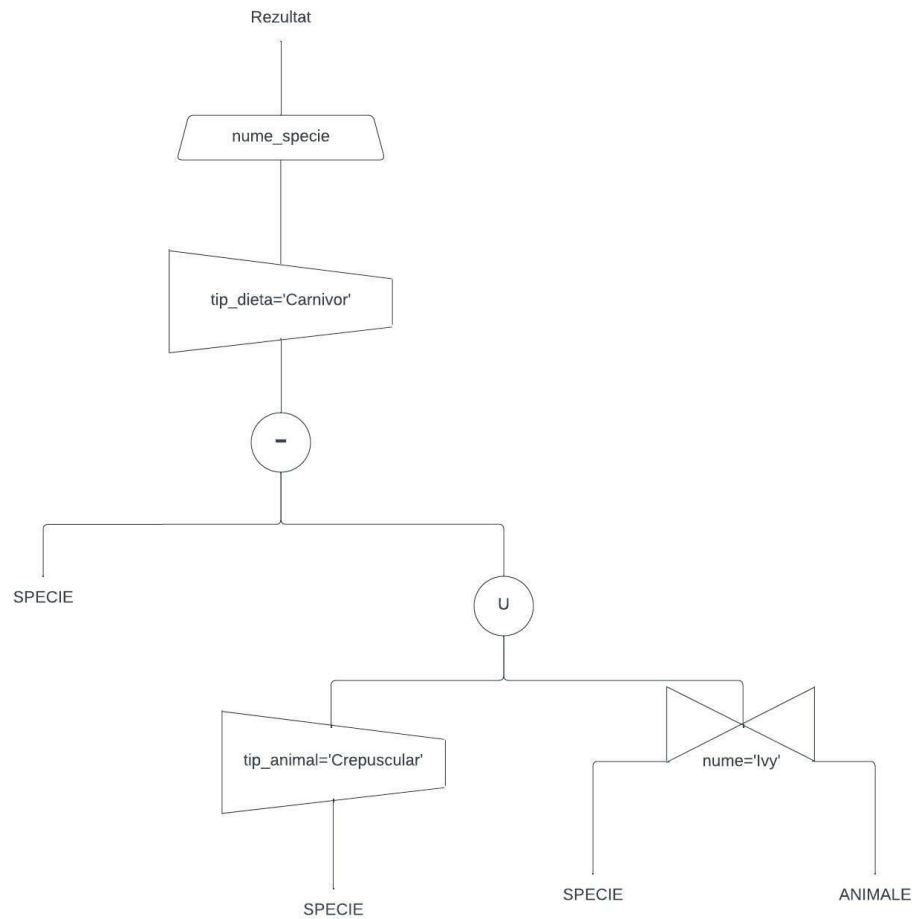 Rezultat
nume_specie
tip_dieta='Carnivor'
-
SPECIE
U
tip_animal='Crepuscular'
nume='Ivy'
SPECIE
SPECIE
ANIMALE